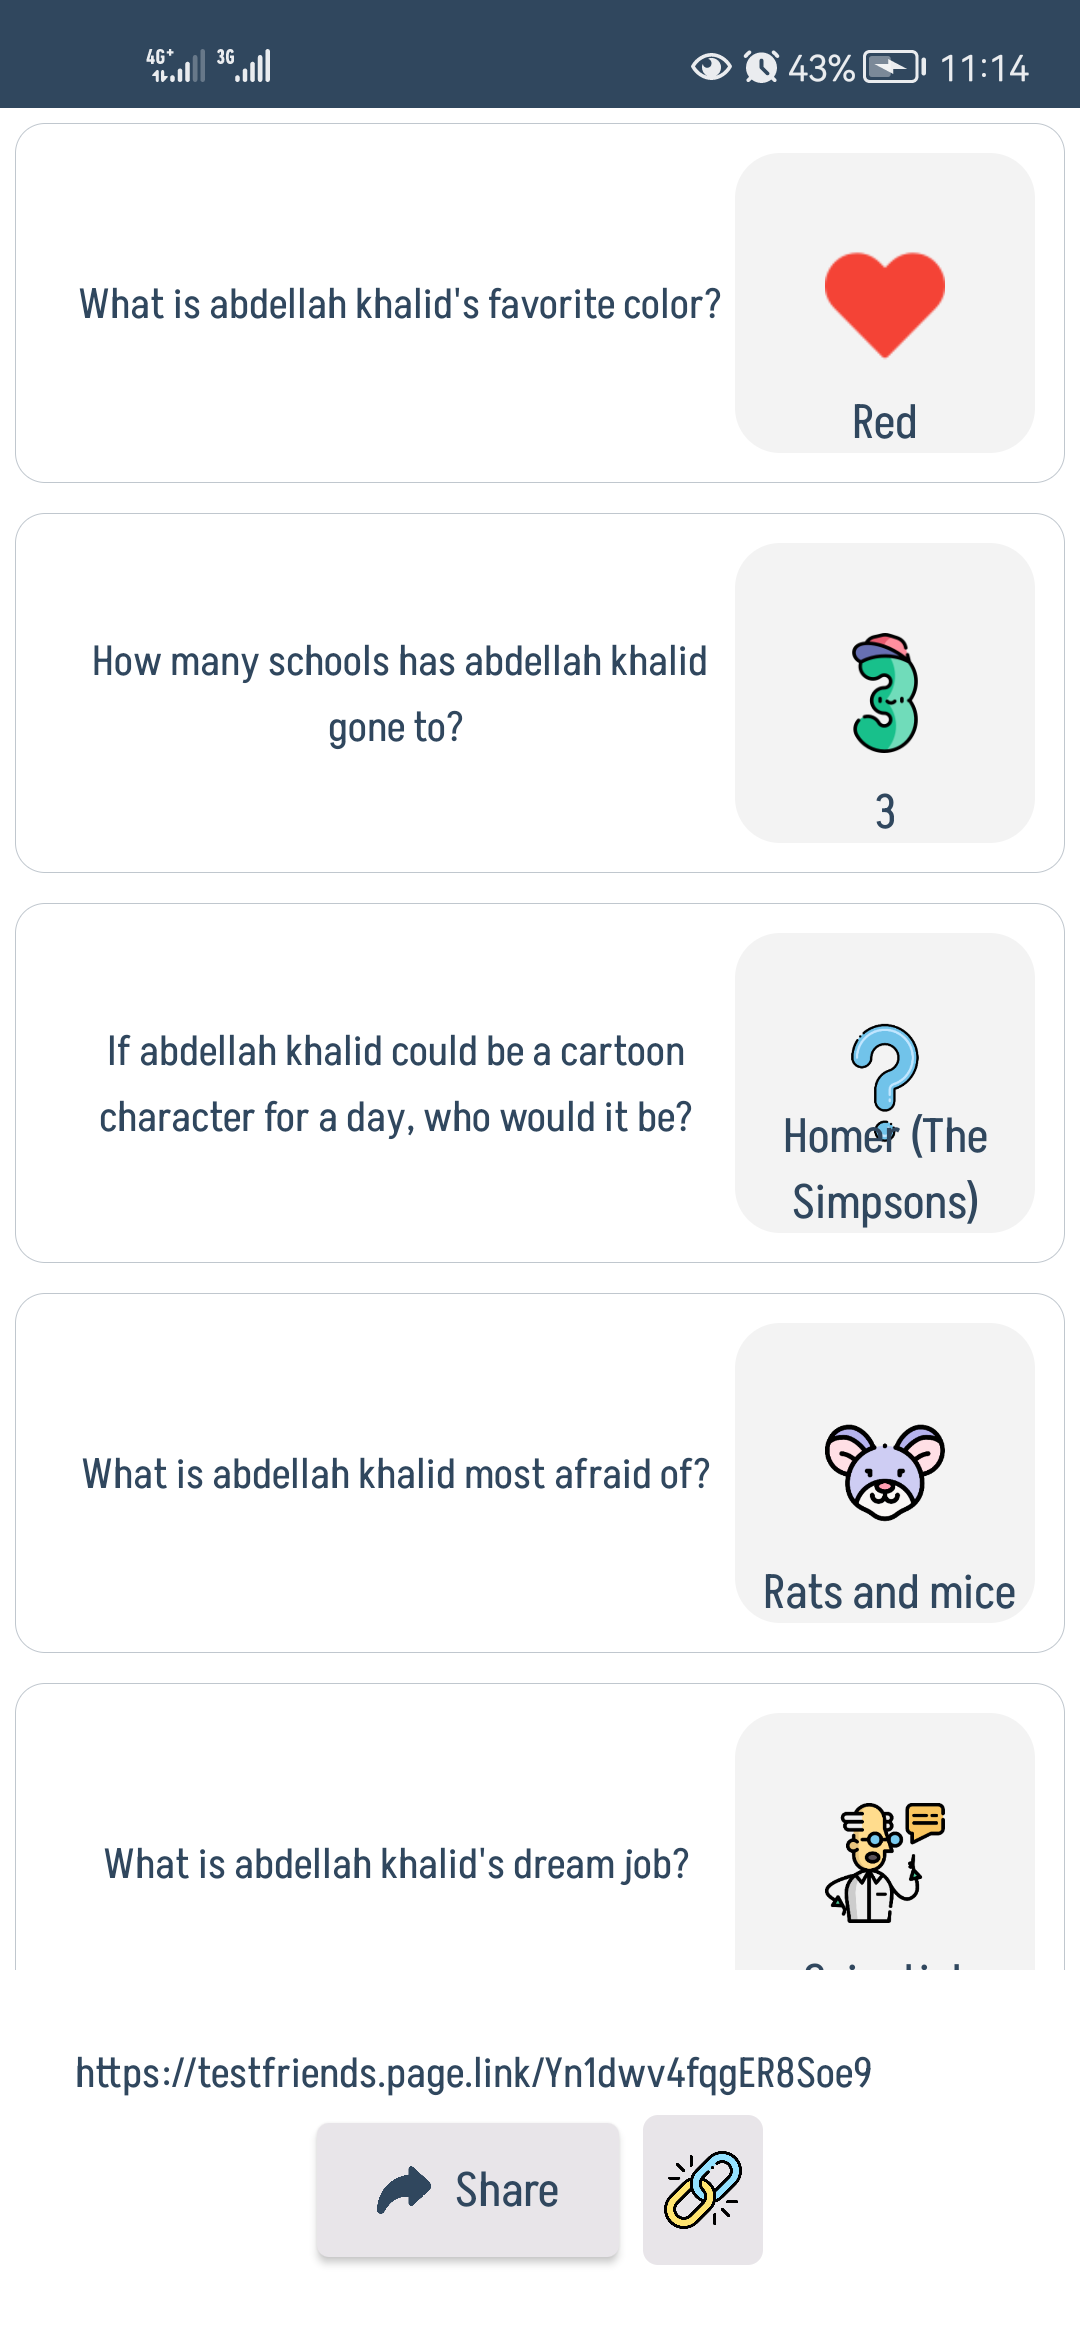 4G+ 3G 43% 11:14
What is abdellah khalid's favorite color?
Red
How many schools has abdellah khalid
gone to?
3
If abdellah khalid could be a cartoon
character for a day, who would it be?
Homer (The
Simpsons)
What is abdellah khalid most afraid of?
Rats and mice
What is abdellah khalid's dream job?
https://testfriends.page.link/Yn1dwv4fqgER8Soe9
Share